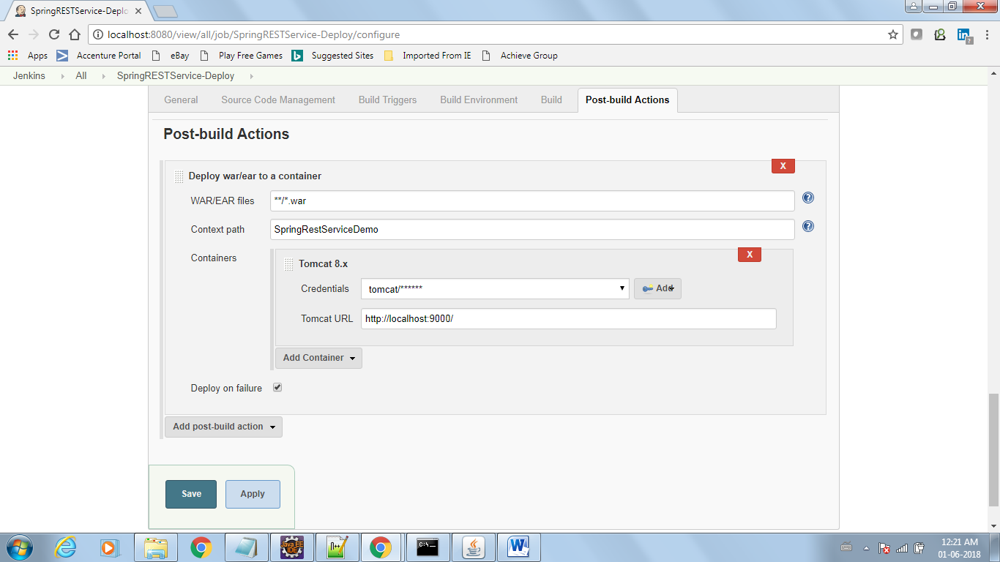 SpringRESTService-Deplo
localhost:8080/view/all/job/SpringRESTService-Deploy/configure
Apps Accenture Portal eBay Play Free Games Suggested Sites Imported From IE Achieve Group
Jenkins All SpringRESTService-Deploy
General Source Code Management Build Triggers Build Environment Build Post-build Actions
Post-build Actions
X
Deploy war/ear to a container
WAR/EAR files **/*.war ?
Context path SpringRestServiceDemo ?
Containers
X
Tomcat 8.x
Credentials tomcat/****** Add
Tomcat URL http://localhost:9000/
Add Container
Deploy on failure
Add post-build action
Save Apply
Java EE
IDE
12:21 AM
01-06-2018